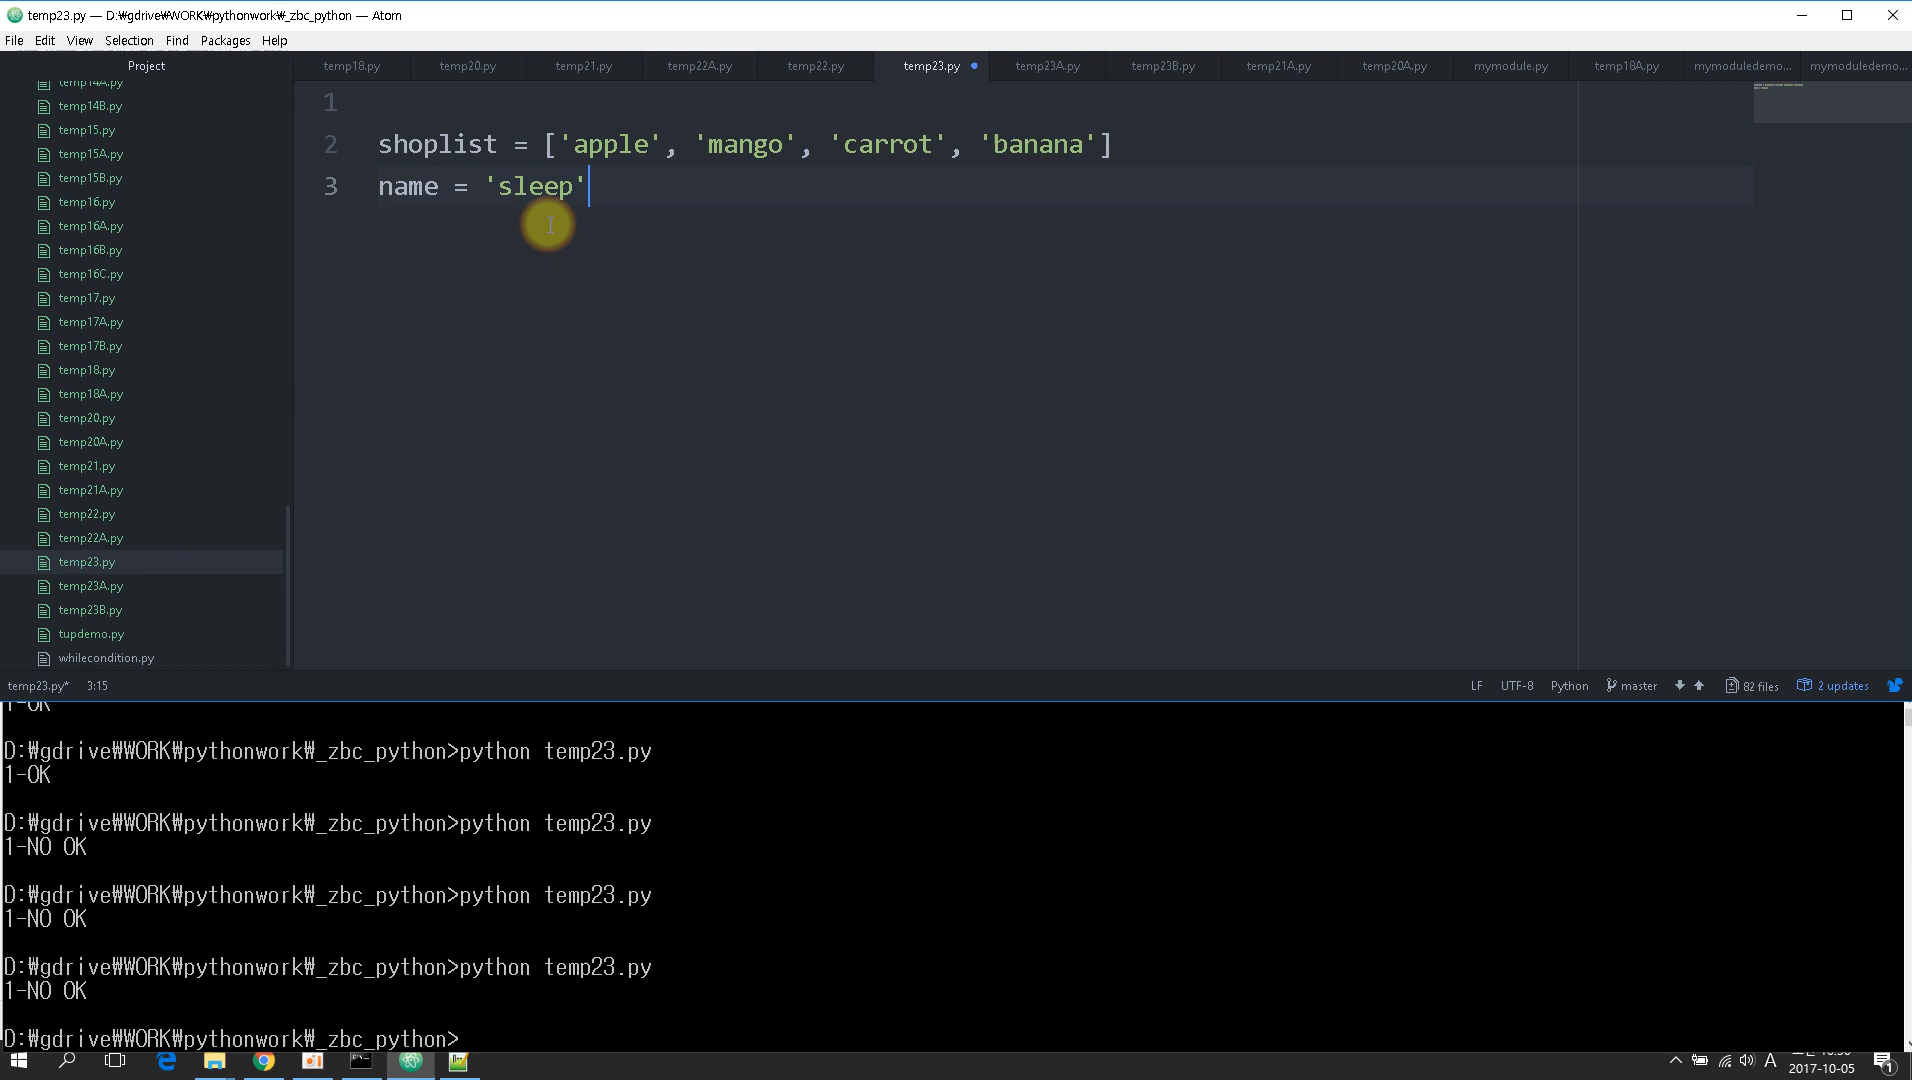 temp23.py — D:₩gdrive₩WORK₩pythonwork₩_zbc_python — Atom
File Edit View Selection Find Packages Help
Project
temp18.py temp20.py temp21.py temp22A.py temp22.py temp23.py temp23A.py temp23B.py temp21A.py temp20A.py mymodule.py temp18A.py mymoduledemo... mymoduledemo...
temp14A.py
temp14B.py
temp15.py
temp15A.py
temp15B.py
temp16.py
temp16A.py
temp16B.py
temp16C.py
temp17.py
temp17A.py
temp17B.py
temp18.py
temp18A.py
temp20.py
temp20A.py
temp21.py
temp21A.py
temp22.py
temp22A.py
temp23.py
temp23A.py
temp23B.py
tupdemo.py
whilecondition.py
1
2 shoplist = ['apple', 'mango', 'carrot', 'banana']
3 name = 'sleep'
temp23.py* 3:15 LF UTF-8 Python master 82 files 2 updates
1-OK
D:₩gdrive₩WORK₩pythonwork₩_zbc_python>python temp23.py
1-OK
D:₩gdrive₩WORK₩pythonwork₩_zbc_python>python temp23.py
1-NO OK
D:₩gdrive₩WORK₩pythonwork₩_zbc_python>python temp23.py
1-NO OK
D:₩gdrive₩WORK₩pythonwork₩_zbc_python>python temp23.py
1-NO OK
D:₩gdrive₩WORK₩pythonwork₩_zbc_python>
A
2017-10-05
1